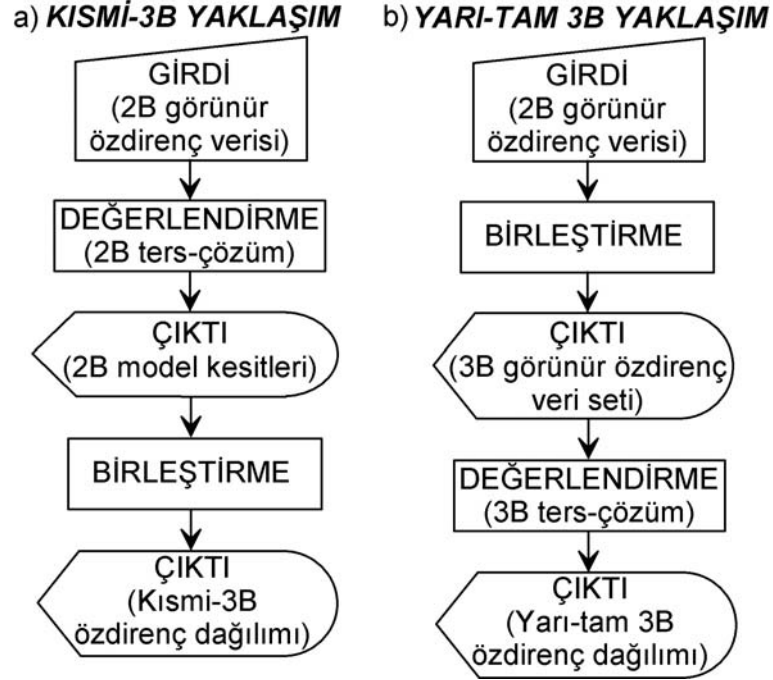 a) KISMİ-3B YAKLAŞIM
GİRDİ
(2B görünür
özdirenç verisi)
DEĞERLENDİRME
(2B ters-çözüm)
ÇIKTI
(2B model kesitleri)
BİRLEŞTİRME
ÇIKTI
(Kısmi-3B
özdirenç dağılımı)
b) YARI-TAM 3B YAKLAŞIM
GİRDİ
(2B görünür
özdirenç verisi)
BİRLEŞTİRME
ÇIKTI
(3B görünür özdirenç
veri seti)
DEĞERLENDİRME
(3B ters-çözüm)
ÇIKTI
(Yarı-tam 3B
özdirenç dağılımı)